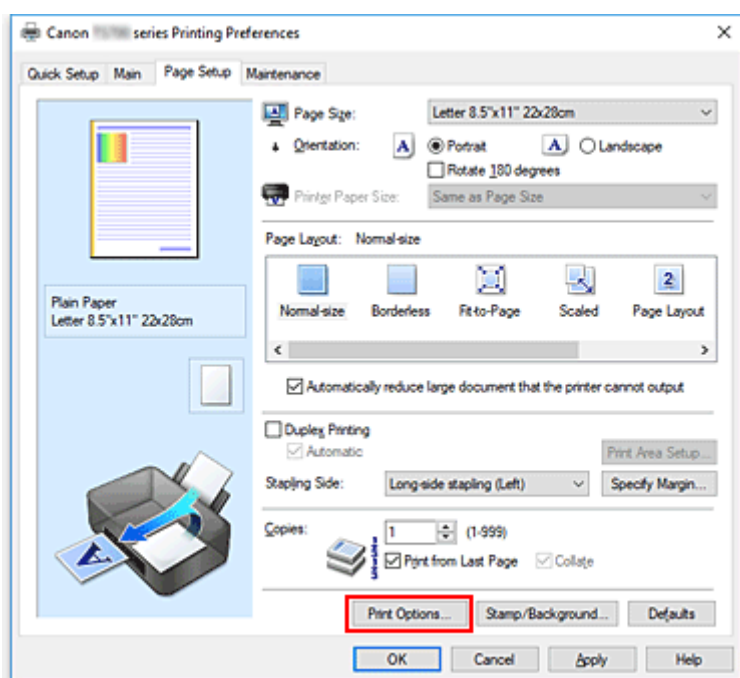 Canon series Printing Preferences
Quick Setup Main Page Setup Maintenance
Page Size: Letter 8.5"x11" 22x28cm
Orientation: A Portrait A Landscape
Rotate 180 degrees
Printer Paper Size: Same as Page Size
Page Layout: Normal-size
2
Normal-size Borderless Fit-to-Page Scaled Page Layout
Plain Paper
Letter 8.5"x11" 22x28cm
Automatically reduce large document that the printer cannot output
Duplex Printing
Automatic Print Area Setup...
Stapling Side: Long-side stapling (Left) Specify Margin...
Copies: 1 (1-999)
Print from Last Page Collate
A
Print Options... Stamp/Background... Defaults
OK Cancel Apply Help